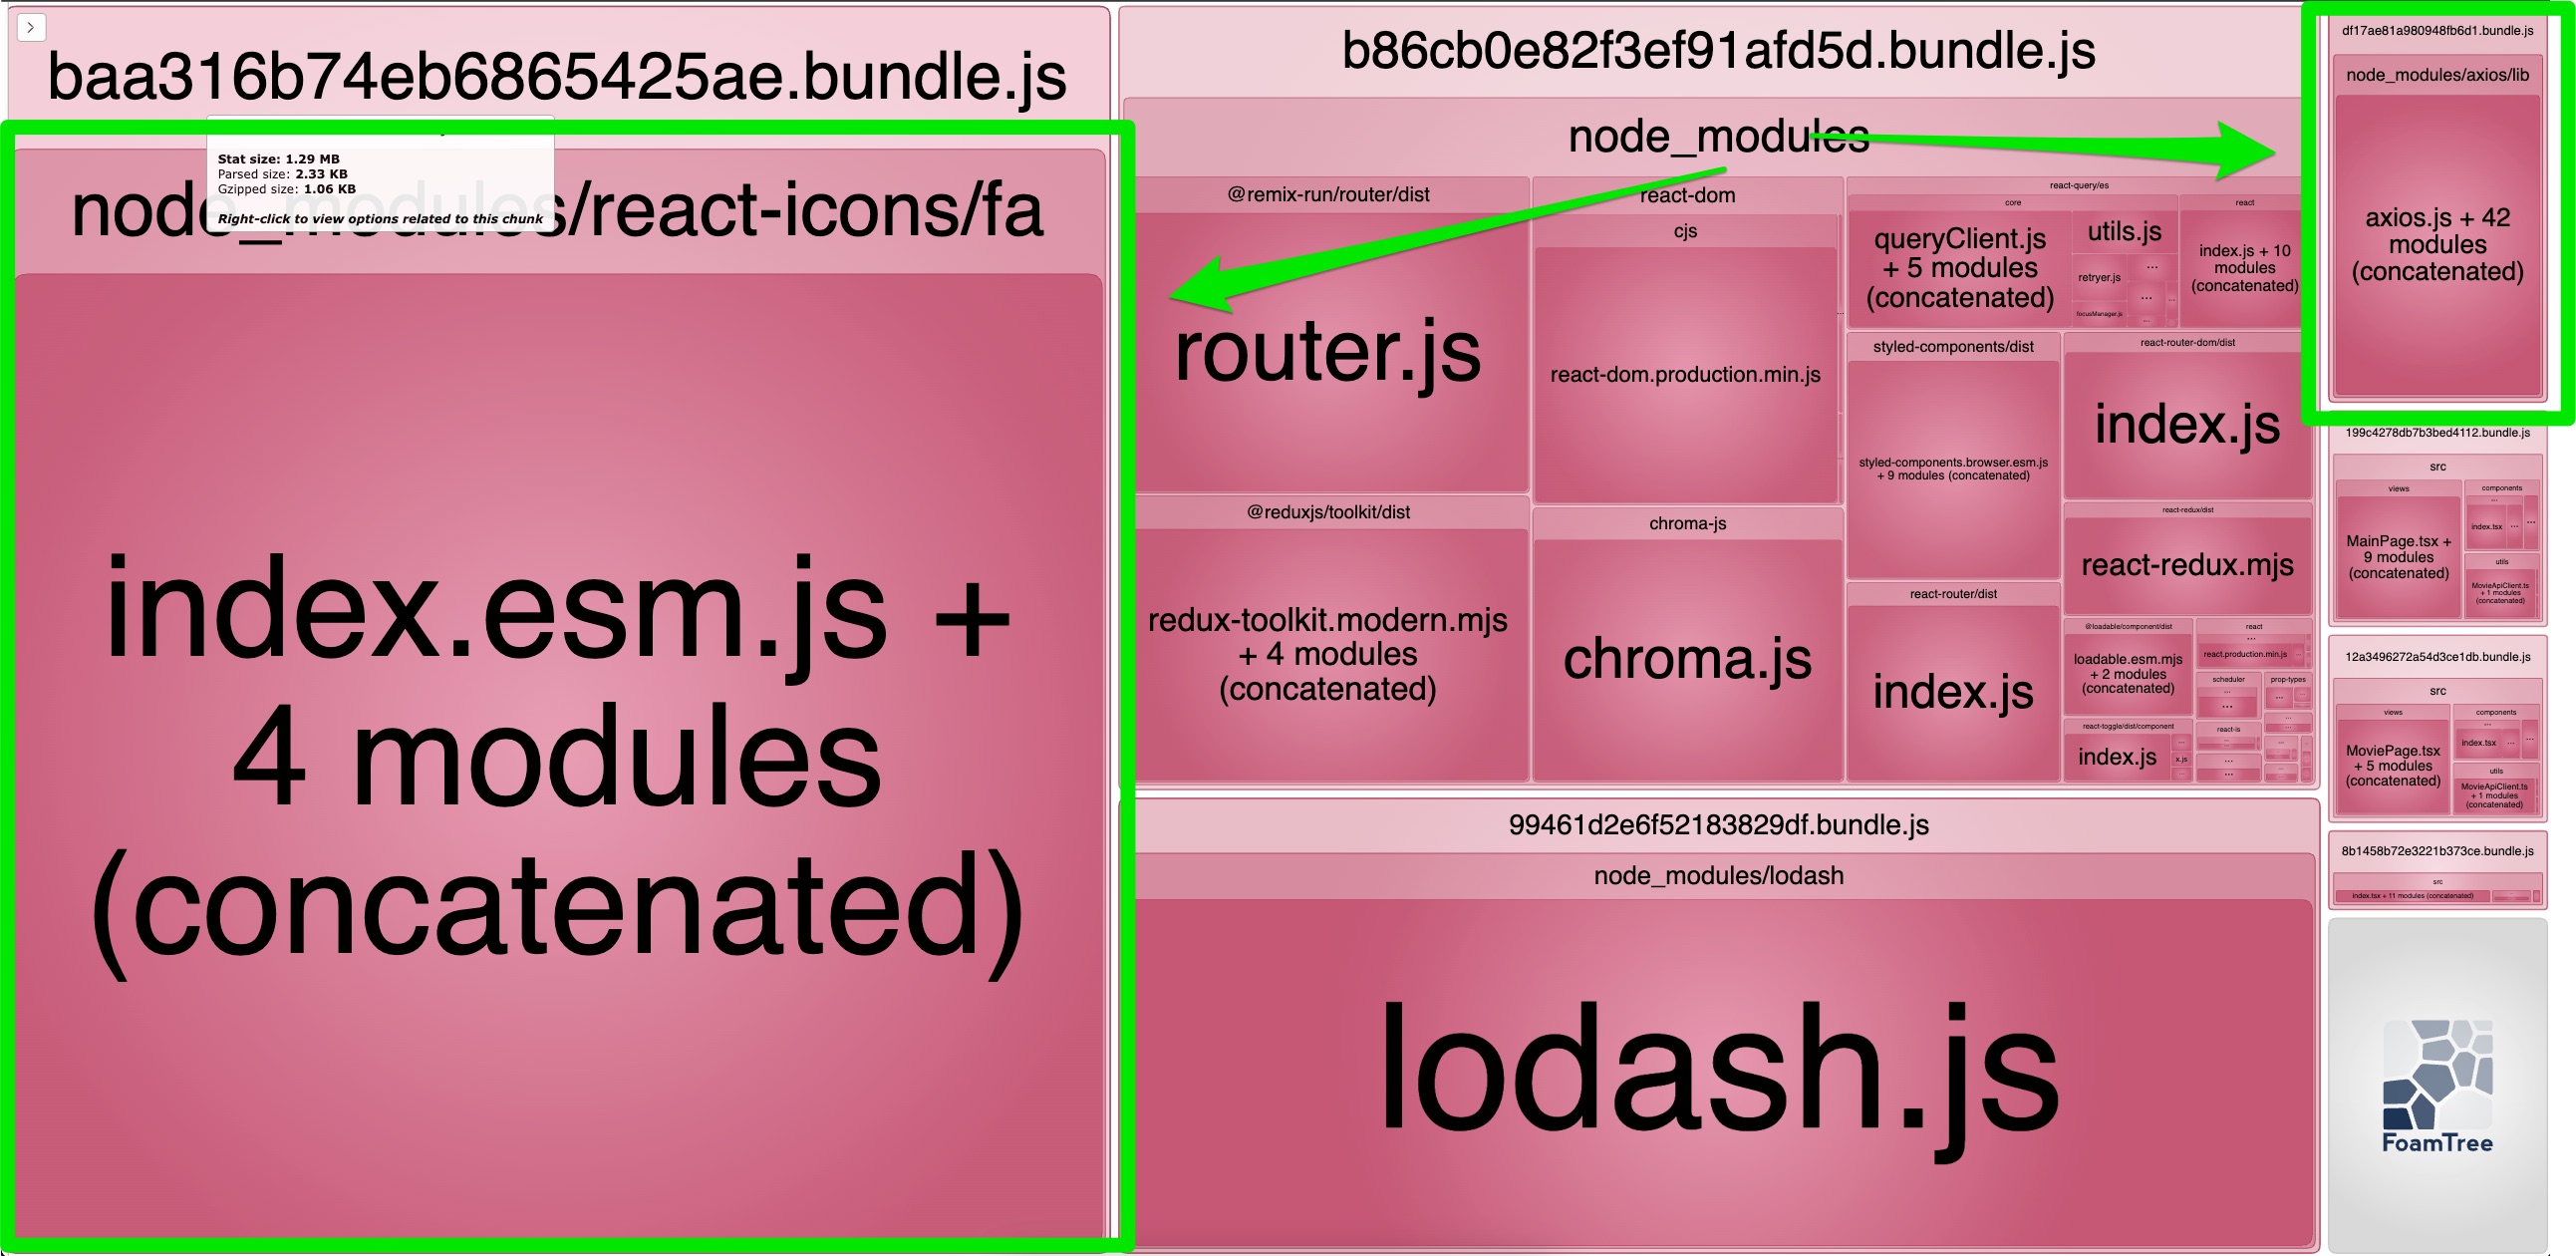 baa316b74eb6865425ae.bundle.js
Stat size: 1.29 MB
Parsed size: 2.33 KB
Gzipped size: 1.06 KB
Right-click to view options related to this chunk
node_modules/react-icons/fa
index.esm.js +
4 modules
(concatenated)
b86cb0e82f3ef91afd5d.bundle.js
node_modules
@remix-run/router/dist
router.js
@reduxjs/toolkit/dist
redux-toolkit.modern.mjs
+ 4 modules
(concatenated)
react-dom
cjs
react-dom.production.min.js
chroma-js
chroma.js
react-query/es
core
queryClient.js
+ 5 modules
(concatenated)
utils.js
retryer.js
...
...
...
focusManager.js
...
react
index.js + 10
modules
(concatenated)
styled-components/dist
styled-components.browser.esm.js
+ 9 modules (concatenated)
react-router/dist
index.js
react-router-dom/dist
index.js
react-redux/dist
react-redux.mjs
@loadable/component/dist
loadable.esm.mjs
+ 2 modules
(concatenated)
react-toggle/dist/component
index.js
x.js
react
...
react.production.min.js
scheduler
...
...
prop-types
...
react-is
...
...
...
99461d2e6f52183829df.bundle.js
node_modules/lodash
lodash.js
df17ae81a980948fb6d1.bundle.js
node_modules/axios/lib
axios.js + 42
modules
(concatenated)
199c4278db7b3bed4112.bundle.js
src
views
MainPage.tsx +
9 modules
(concatenated)
components
...
index.tsx
...
...
utils
MovieApiClient.ts
+ 1 modules
(concatenated)
12a3496272a54d3ce1db.bundle.js
src
views
MoviePage.tsx
+ 5 modules
(concatenated)
components
...
index.tsx
...
...
utils
MovieApiClient.ts
+ 1 modules
(concatenated)
8b1458b72e3221b373ce.bundle.js
src
index.tsx + 11 modules (concatenated)
FoamTree